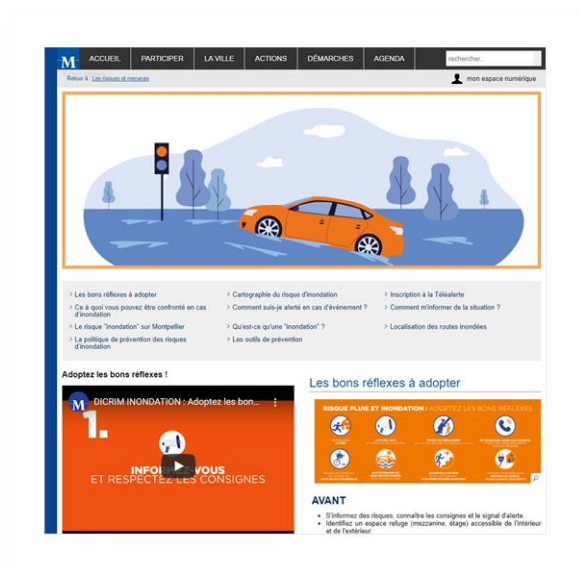 M ACCUEIL PARTICIPER LA VILLE ACTIONS DÉMARCHES AGENDA rechercher...
Retour à Les risques et menaces
mon espace numérique
> Les bons réflexes à adopter
> Ce à quoi vous pouvez être confronté en cas
d'inondation
> Le risque "inondation" sur Montpellier
> La politique de prévention des risques
d'inondation
> Cartographie du risque d'inondation
> Comment suis-je alerté en cas d'événement ?
> Qu'est-ce qu'une "inondation" ?
> Les outils de prévention
> Inscription à la Téléalerte
> Comment m'informer de la situation ?
> Localisation des routes inondées
Adoptez les bons réflexes !
M DICRIM INONDATION : Adoptez les bon...
1.
INFORMEZ-VOUS
ET RESPECTEZ LES CONSIGNES
Les bons réflexes à adopter
RISQUE PLUIE ET INONDATION : ADOPTEZ LES BONS RÉFLEXES
AVANT
• S'informez des risques, connaître les consignes et le signal d'alerte.
• Identifiez un espace refuge (mezzanine, étage) accessible de l'intérieur
et de l'extérieur.